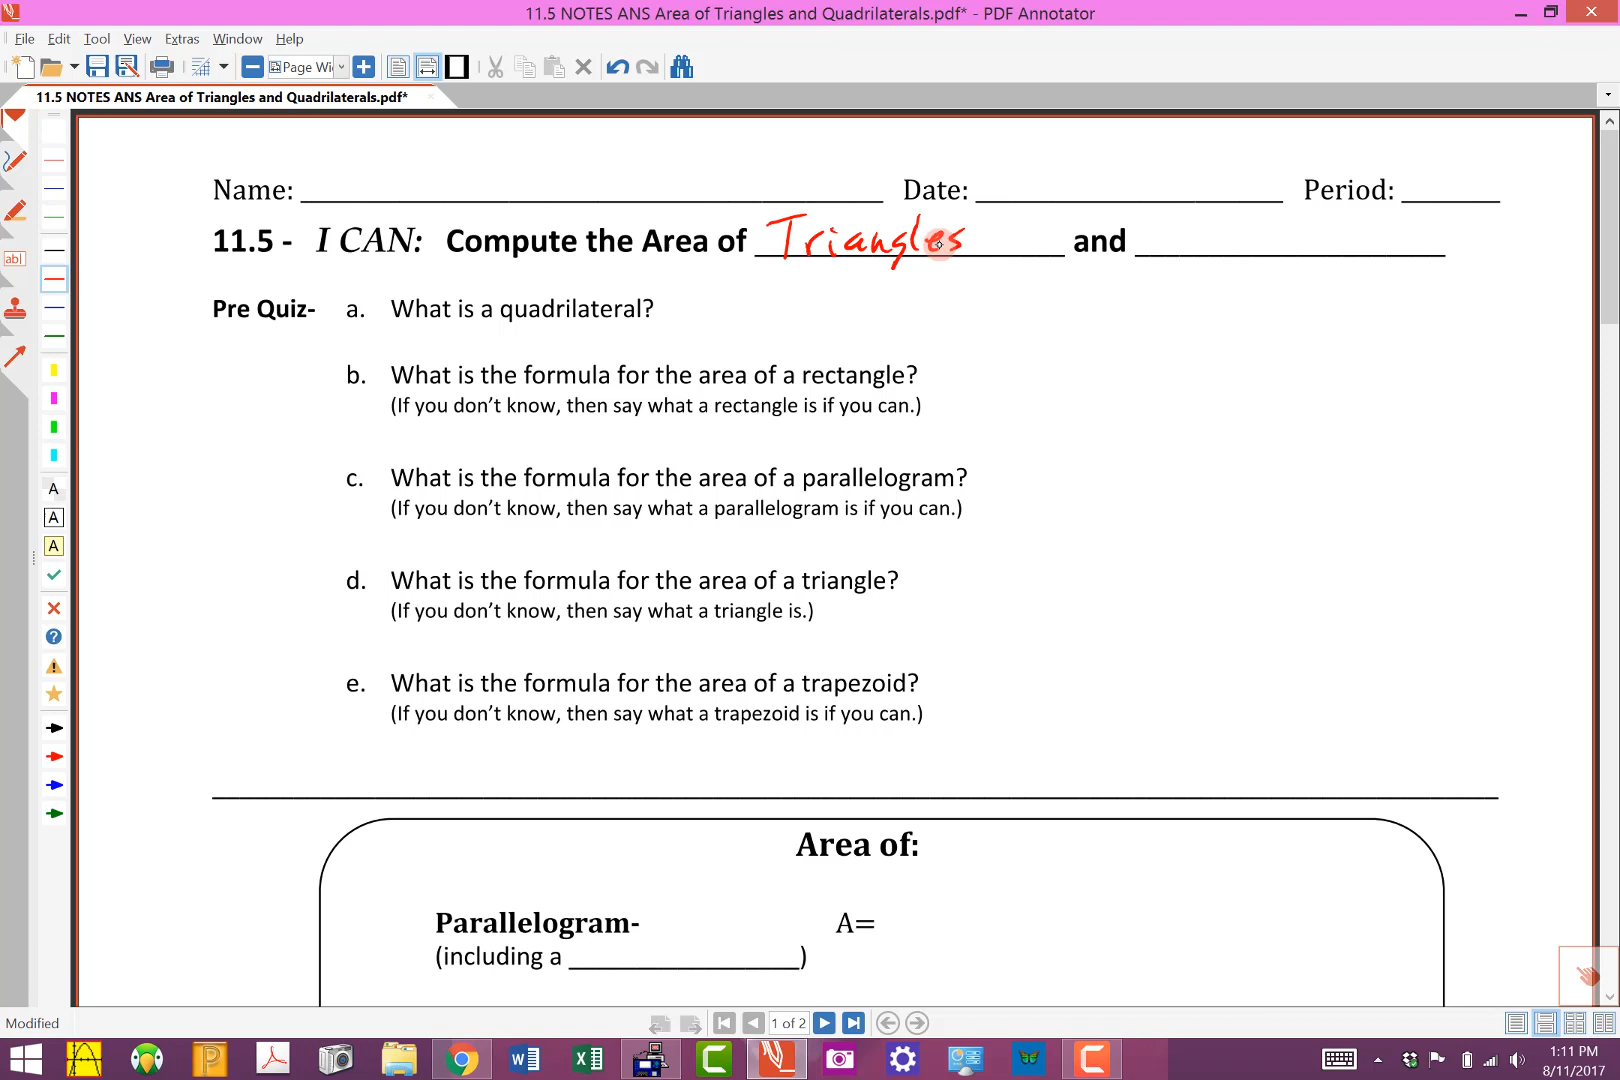 11.5 NOTES ANS Area of Triangles and Quadrilaterals.pdf* - PDF Annotator
File Edit Tool View Extras Window Help
Page Wi
11.5 NOTES ANS Area of Triangles and Quadrilaterals.pdf*
Name: ______ Date: ______ Period: ______
11.5 - I CAN: Compute the Area of Triangles and ______
Pre Quiz- a. What is a quadrilateral?
b. What is the formula for the area of a rectangle?
(If you don't know, then say what a rectangle is if you can.)
c. What is the formula for the area of a parallelogram?
(If you don't know, then say what a parallelogram is if you can.)
d. What is the formula for the area of a triangle?
(If you don't know, then say what a triangle is.)
e. What is the formula for the area of a trapezoid?
(If you don't know, then say what a trapezoid is if you can.)
Area of:
Parallelogram- A=
(including a ______)
Modified
1 of 2
1:11 PM
8/11/2017